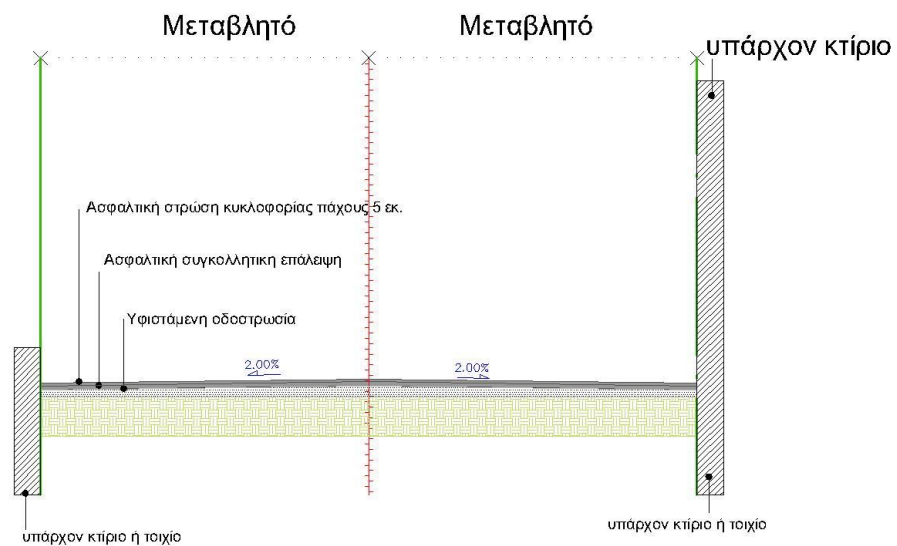 Μεταβλητό
Μεταβλητό
υπάρχον κτίριο
Ασφαλτική στρώση κυκλοφορίας πάχους 5 εκ.
Ασφαλτική συγκολλητικη επάλειψη
Υφιστάμενη οδοστρωσία
2.00%
2.00%
υπάρχον κτίριο ή τοιχίο
υπάρχον κτίριο ή τοιχίο